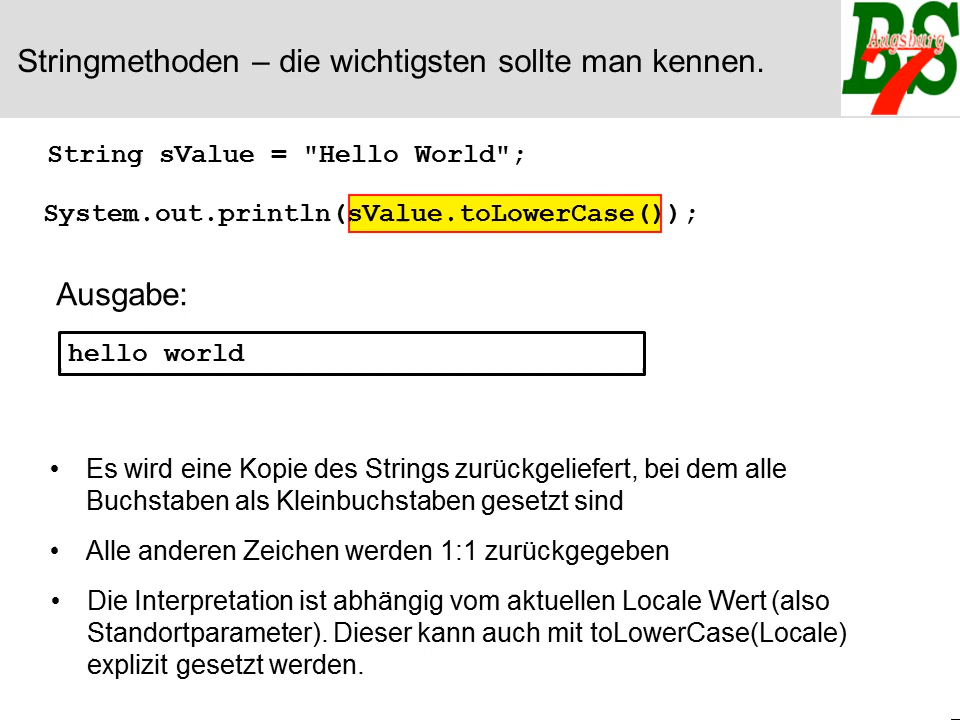 Stringmethoden – die wichtigsten sollte man kennen.
BS
Augsburg
7
String sValue = "Hello World";
System.out.println(sValue.toLowerCase());
Ausgabe:
hello world
• Es wird eine Kopie des Strings zurückgeliefert, bei dem alle
Buchstaben als Kleinbuchstaben gesetzt sind
• Alle anderen Zeichen werden 1:1 zurückgegeben
• Die Interpretation ist abhängig vom aktuellen Locale Wert (also
Standortparameter). Dieser kann auch mit toLowerCase(Locale)
explizit gesetzt werden.